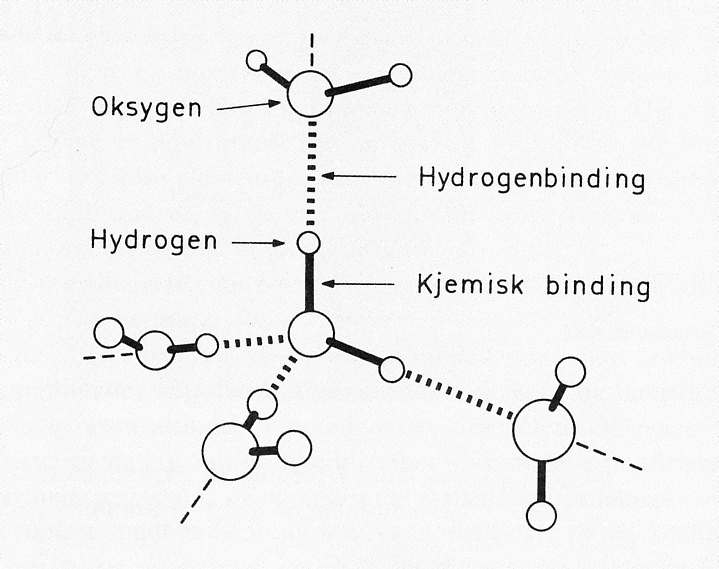 Oksygen
Hydrogenbinding
Hydrogen
Kjemisk binding